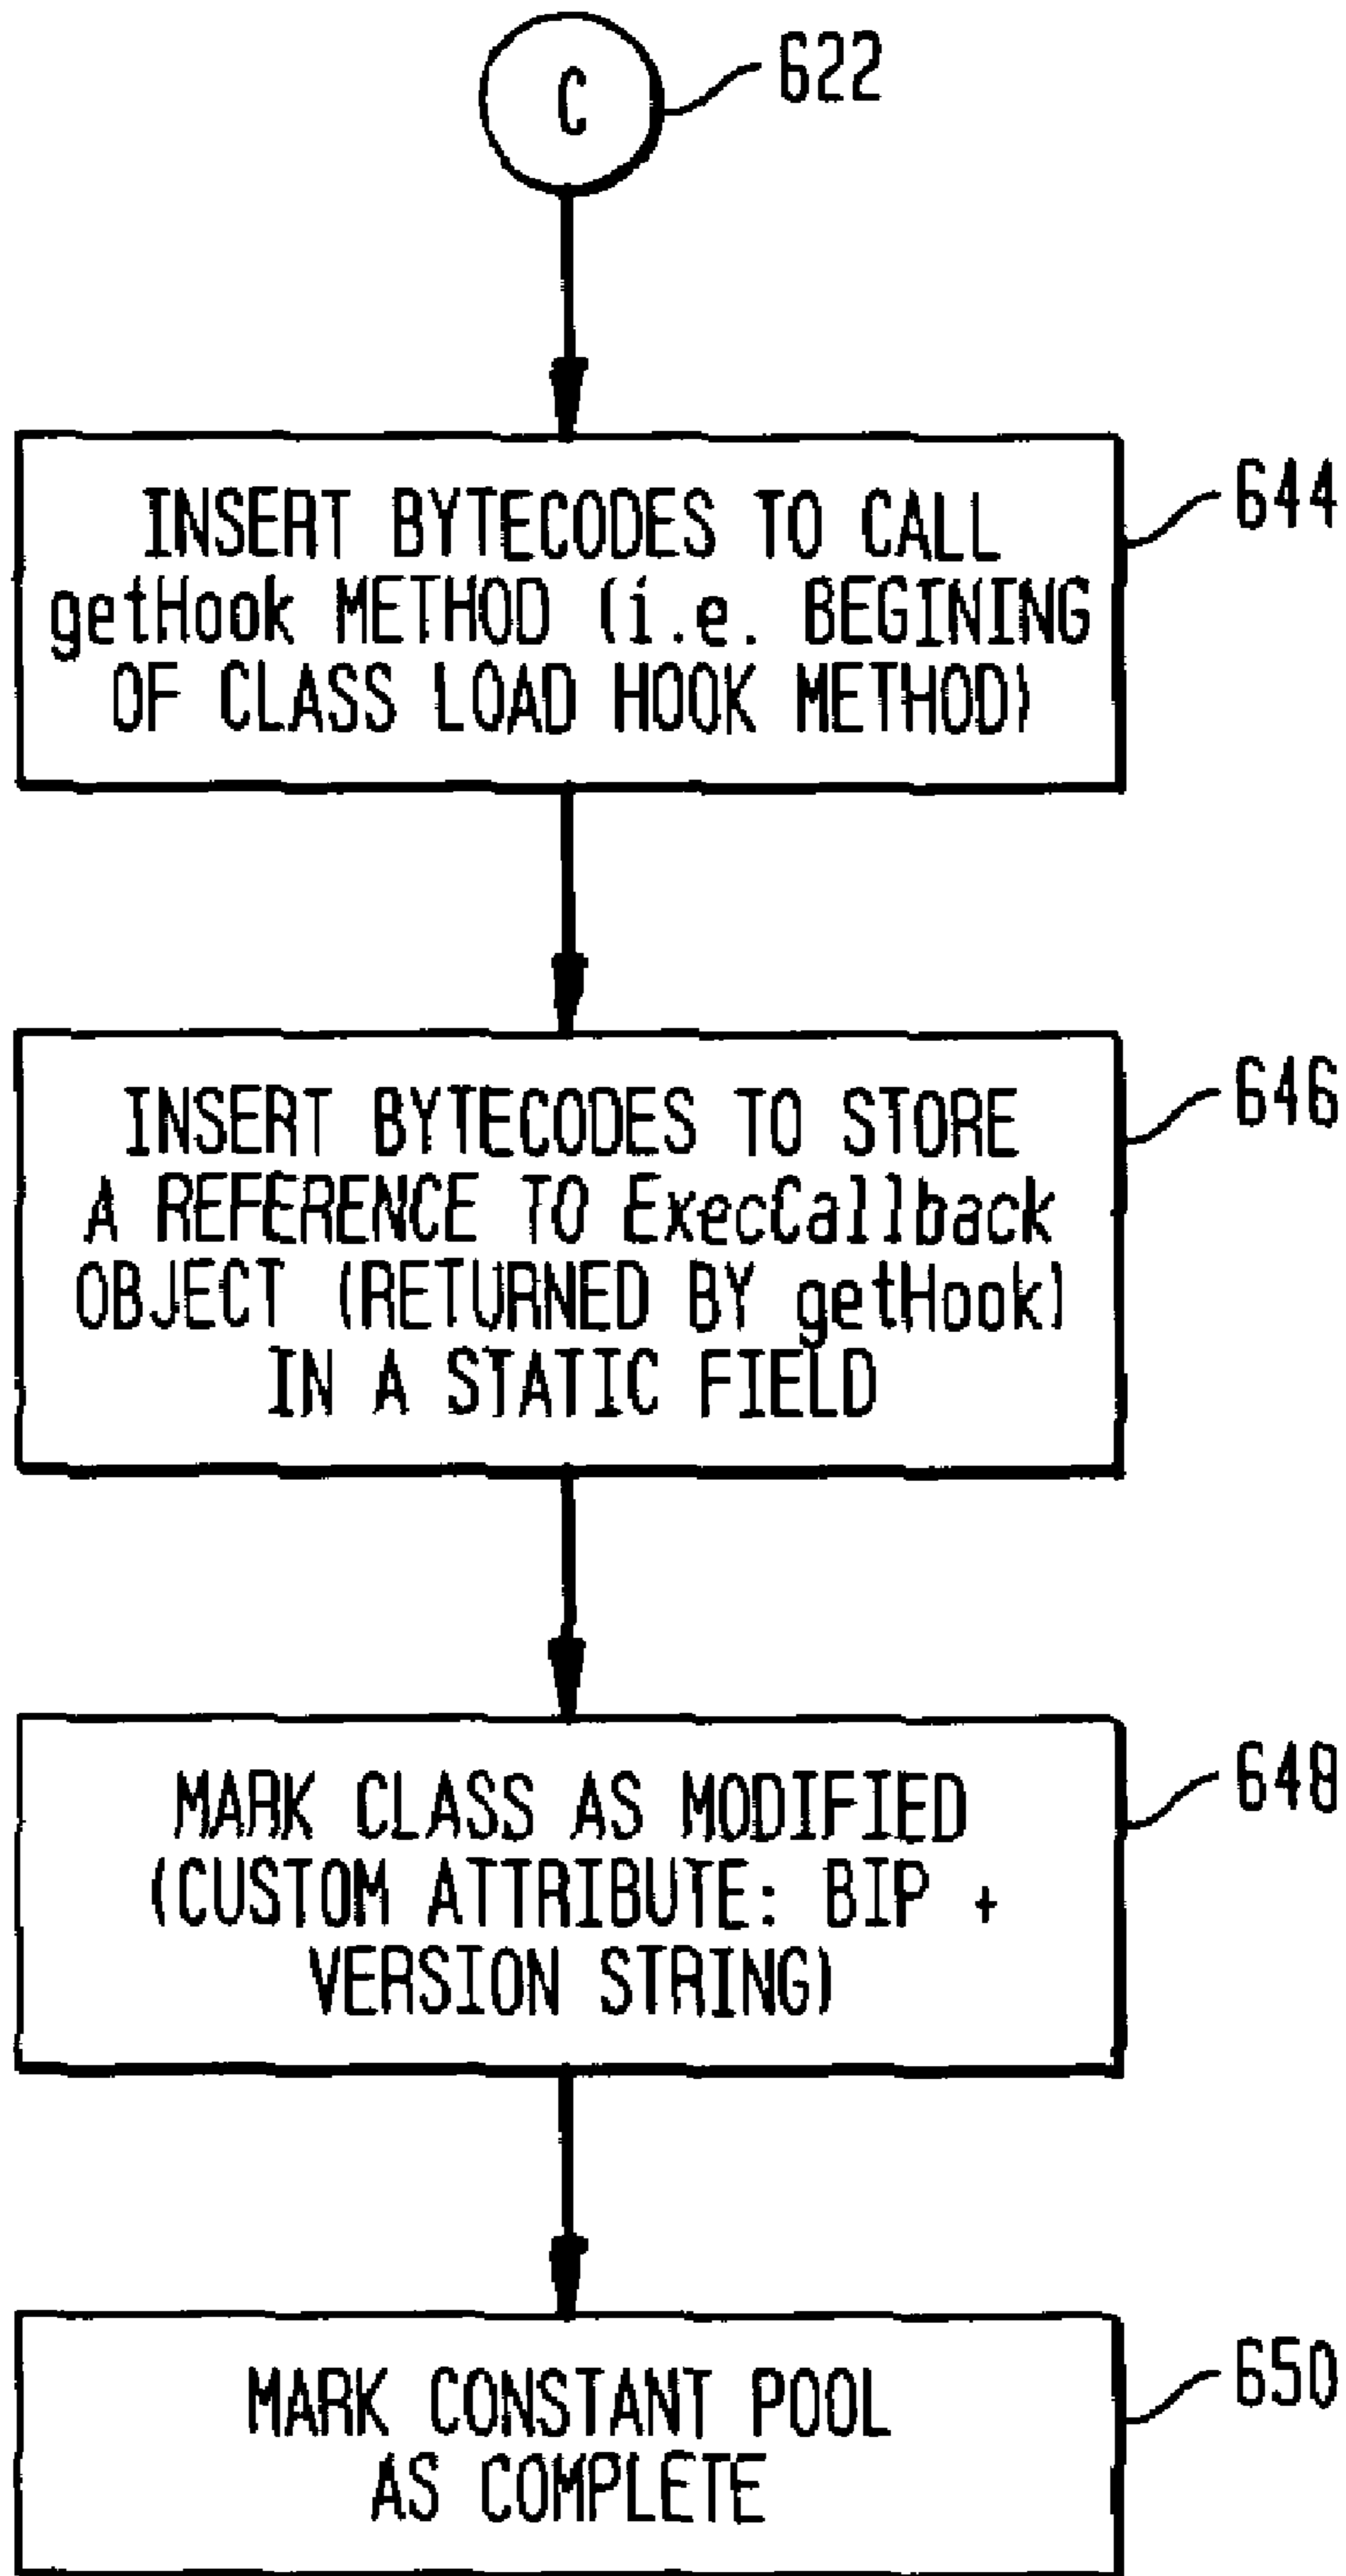 C
622
INSERT BYTECODES TO CALL
getHook METHOD (i.e. BEGINING
OF CLASS LOAD HOOK METHOD)
644
INSERT BYTECODES TO STORE
A REFERENCE TO ExecCallback
OBJECT (RETURNED BY getHook)
IN A STATIC FIELD
646
MARK CLASS AS MODIFIED
(CUSTOM ATTRIBUTE: BIP +
VERSION STRING)
648
MARK CONSTANT POOL
AS COMPLETE
650